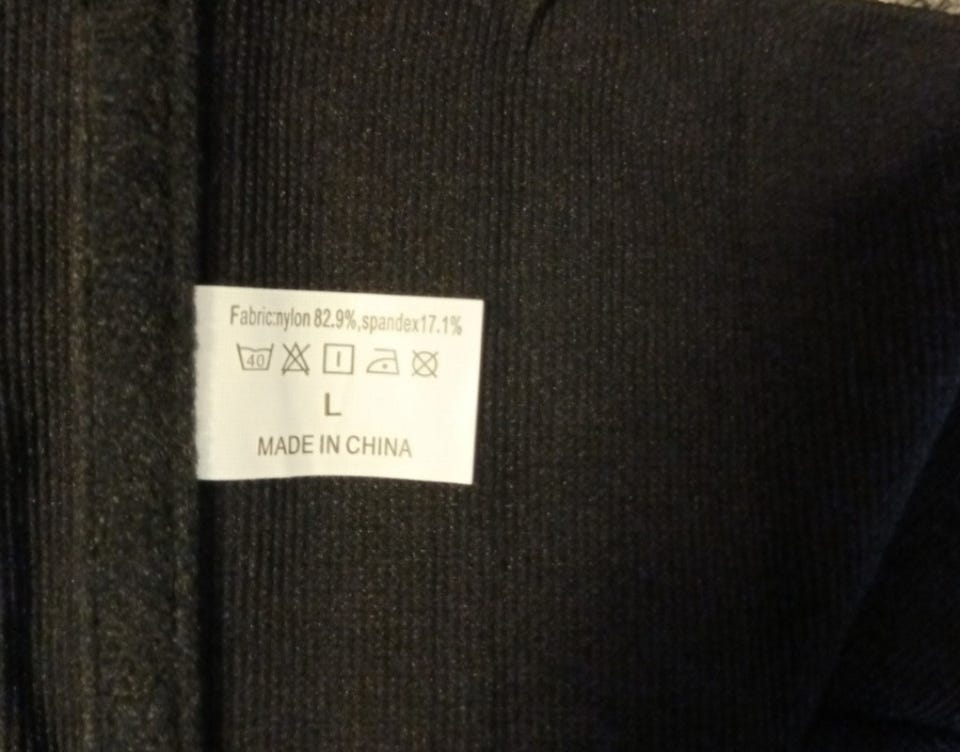 Fabric:nylon 82.9%,spandex17.1%
40
L
MADE IN CHINA